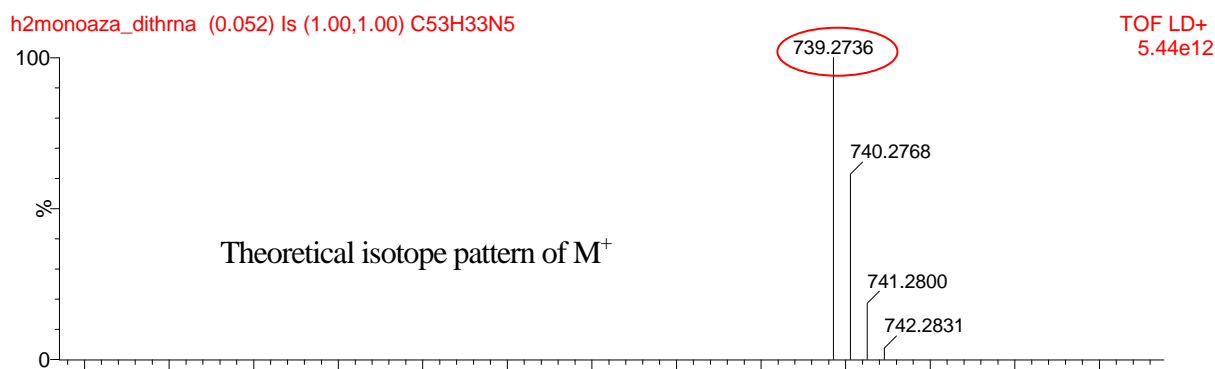 h2monoaza_dithrna (0.052) Is (1.00,1.00) C53H33N5
TOF LD+
5.44e12
100
739.2736
740.2768
%
Theoretical isotope pattern of M+
741.2800
742.2831
0